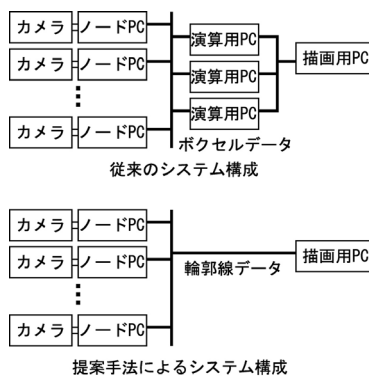 カメラ ノードPC
演算用PC
カメラ ノードPC
描画用PC
演算用PC
⋮
演算用PC
カメラ ノードPC
ボクセルデータ
従来のシステム構成
カメラ ノードPC
カメラ ノードPC
描画用PC
輪郭線データ
⋮
カメラ ノードPC
提案手法によるシステム構成